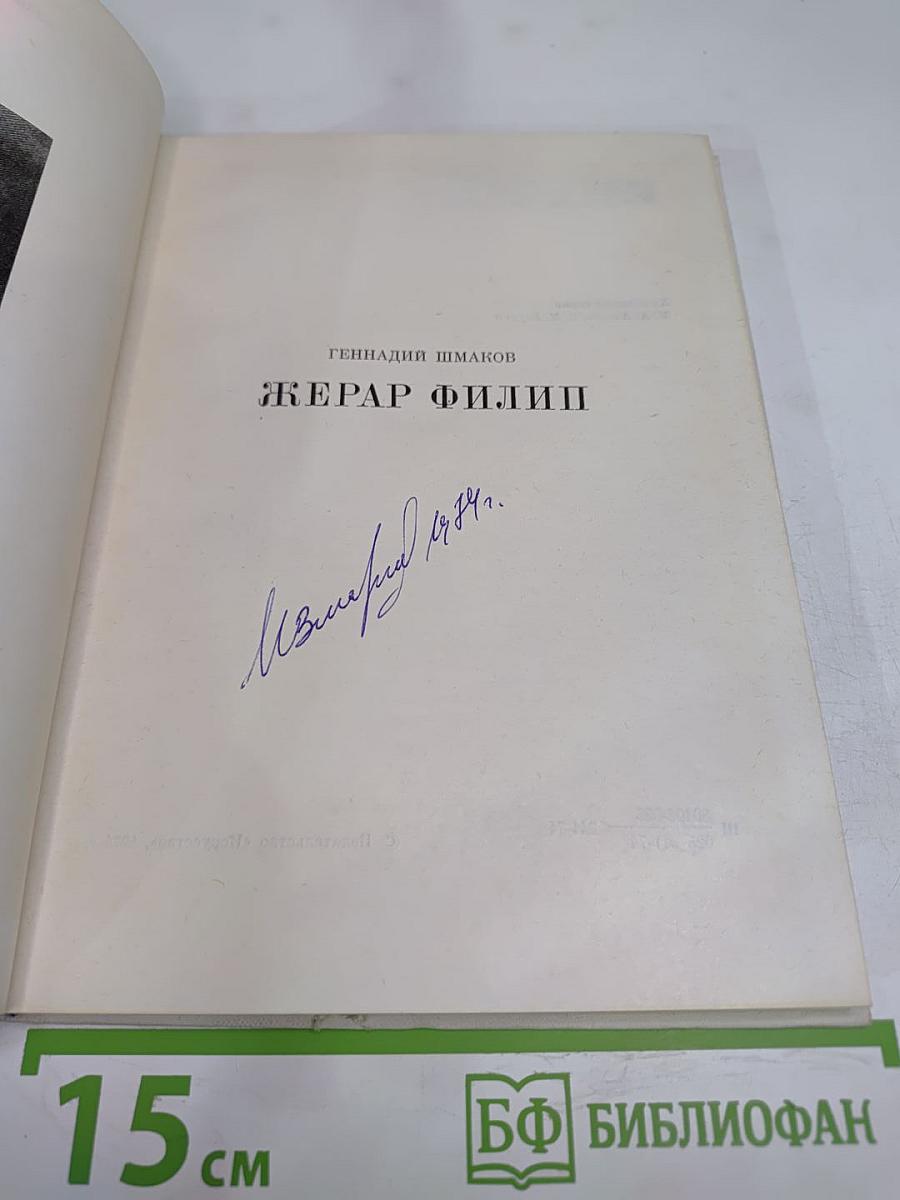 ГЕННАДИЙ ШМАКОВ
ЖЕРАР ФИЛИП
1974 г.
15 см
БФ БИБЛИОФАН